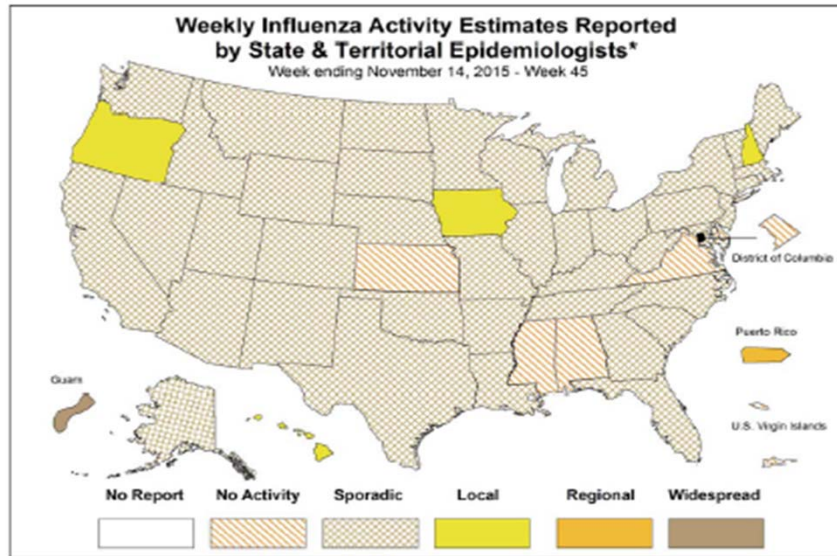 Weekly Influenza Activity Estimates Reported
by State & Territorial Epidemiologists*
Week ending November 14, 2015 - Week 45
District of Columbia
Puerto Rico
Guam
U.S. Virgin Islands
No Report No Activity Sporadic Local Regional Widespread